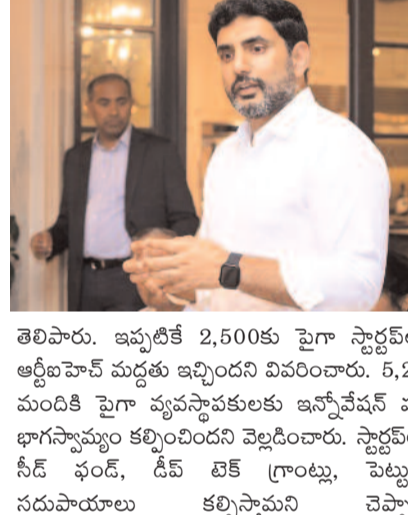 తెలిపారు. ఇప్పటికే 2,500కు పైగా స్టార్టప్‌ల
ఆర్టీఐహెచ్ మద్దతు ఇచ్చిందని వివరించారు. 5,2
మందికి పైగా వ్యవస్థాపకులకు ఇన్నోవేషన్
భాగస్వామ్యం కల్పించిందని వెల్లడించారు. స్టార్టప్‌ల
సీడ్ ఫండ్, డీప్ టెక్ గ్రాంట్లు, పెట్టు
సదుపాయాలు కల్పిస్తామని చెప్పా